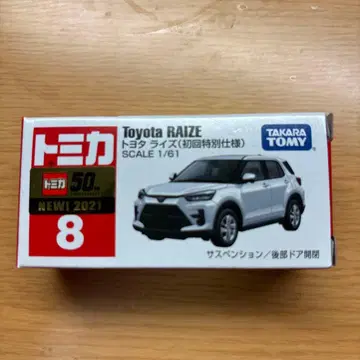 Toyota RAIZE
トヨタ ライズ(初回特別仕様)
SCALE 1/61
TAKARA
TOMY
トミカ
トミカ 50th
NEW! 2021
8
サスペンション/後部ドア開閉